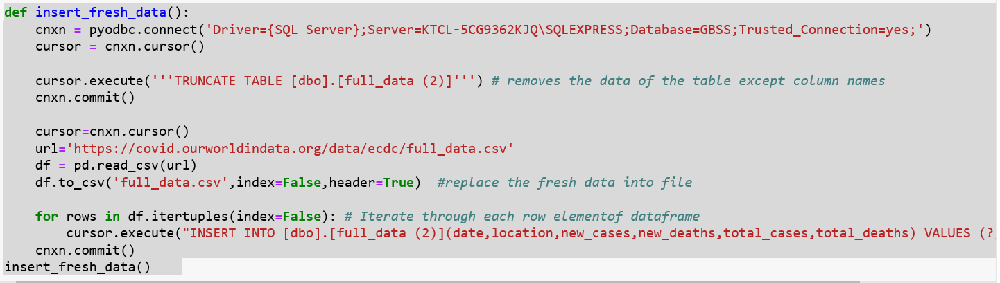 def insert_fresh_data():
    cnxn = pyodbc.connect('Driver={SQL Server};Server=KTCL-5CG9362KJQ\SQLEXPRESS;Database=GBSS;Trusted_Connection=yes;')
    cursor = cnxn.cursor()
    cursor.execute('''TRUNCATE TABLE [dbo].[full_data (2)]''') # removes the data of the table except column names
    cnxn.commit()
    cursor=cnxn.cursor()
    url='https://covid.ourworldindata.org/data/ecdc/full_data.csv'
    df = pd.read_csv(url)
    df.to_csv('full_data.csv',index=False,header=True)  #replace the fresh data into file
    for rows in df.itertuples(index=False): # Iterate through each row elementof dataframe
        cursor.execute("INSERT INTO [dbo].[full_data (2)](date,location,new_cases,new_deaths,total_cases,total_deaths) VALUES (?,
    cnxn.commit()
insert_fresh_data()